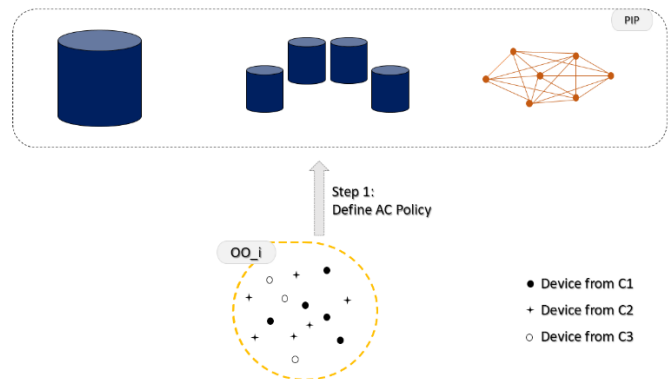 PIP
Step 1:
Define AC Policy
OO_i
Device from C1
Device from C2
Device from C3